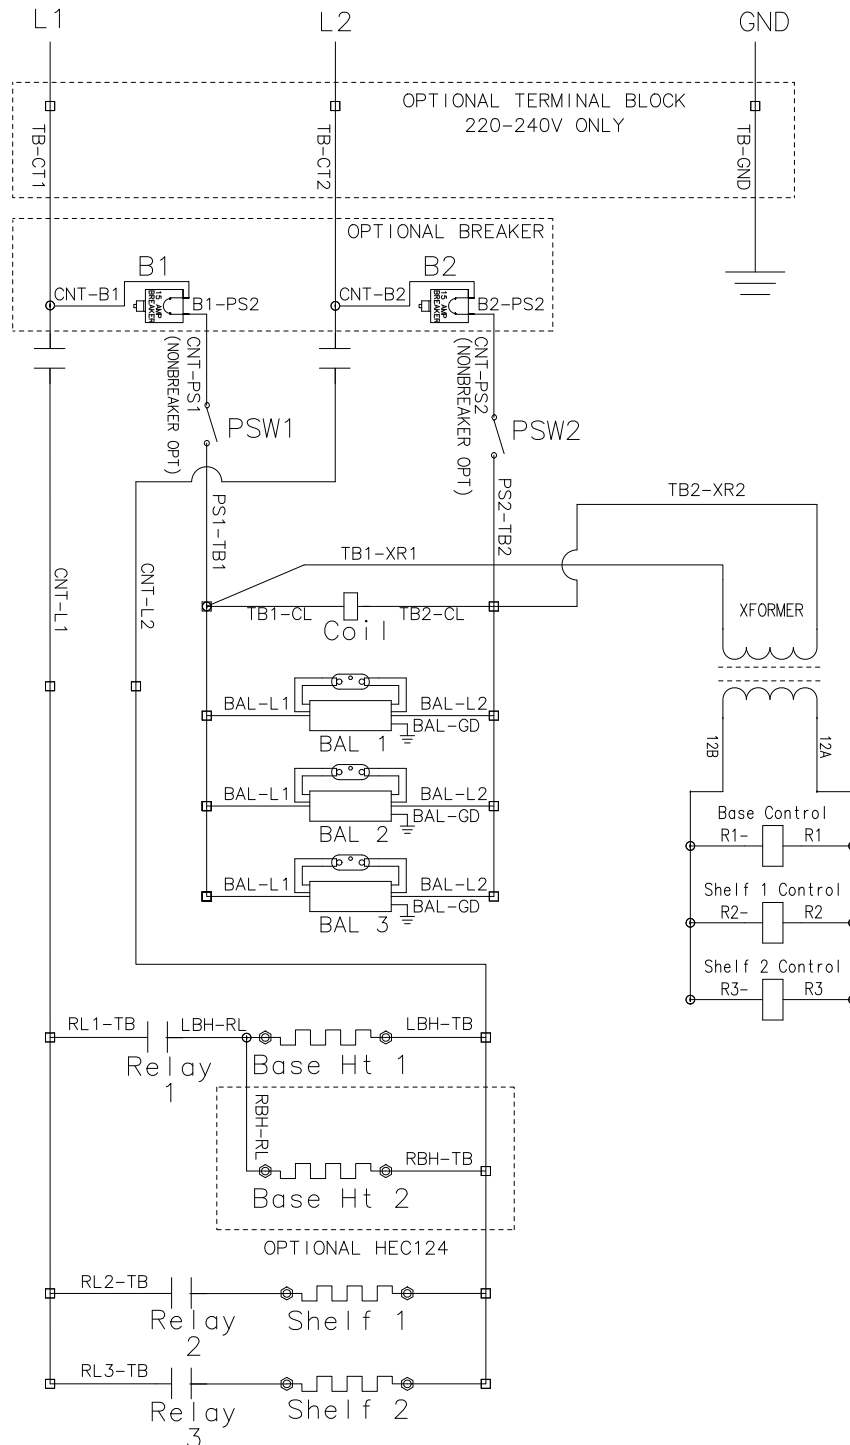 L1
L2
GND
OPTIONAL TERMINAL BLOCK
220-240V ONLY
TB-CT1
TB-CT2
TB-GND
OPTIONAL BREAKER
B1
B2
CNT-B1
15 AMP
BREAKER
B1-PS2
CNT-B2
15 AMP
BREAKER
B2-PS2
CNT-PS1
(NONBREAKER OPT)
CNT-PS2
(NONBREAKER OPT)
PSW1
PSW2
PS1-TB1
PS2-TB2
TB2-XR2
TB1-XR1
CNT-L1
CNT-L2
TB1-CL
TB2-CL
Coil
XFORMER
BAL-L1
BAL-L2
BAL-GD
BAL 1
12B
12A
BAL-L1
BAL-L2
BAL-GD
BAL 2
Base Control
R1-
R1
BAL-L1
BAL-L2
BAL-GD
BAL 3
Shelf 1 Control
R2-
R2
Shelf 2 Control
R3-
R3
RL1-TB
LBH-RL
LBH-TB
Relay
1
Base Ht 1
RBH-RL
RBH-TB
Base Ht 2
OPTIONAL HEC124
RL2-TB
Relay
2
Shelf 1
RL3-TB
Relay
3
Shelf 2